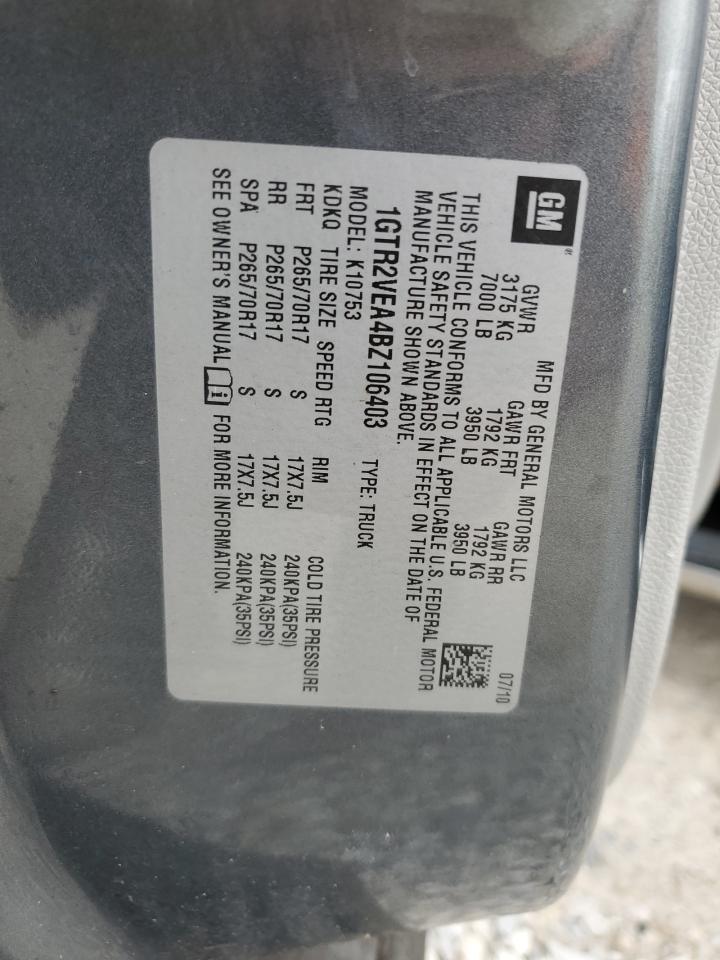 GM
MFD BY GENERAL MOTORS LLC 07/10
GVWR GAWR FRT GAWR RR
3175 KG 1792 KG 1792 KG
7000 LB 3950 LB 3950 LB
THIS VEHICLE CONFORMS TO ALL APPLICABLE U.S. FEDERAL MOTOR
VEHICLE SAFETY STANDARDS IN EFFECT ON THE DATE OF
MANUFACTURE SHOWN ABOVE.
1GTR2VEA4BZ106403 TYPE: TRUCK
MODEL: K10753
KDKQ TIRE SIZE SPEED RTG RIM COLD TIRE PRESSURE
FRT P265/70R17 S 17X7.5J 240KPA(35PSI)
RR P265/70R17 S 17X7.5J 240KPA(35PSI)
SPA P265/70R17 S 17X7.5J 240KPA(35PSI)
SEE OWNER'S MANUAL FOR MORE INFORMATION.